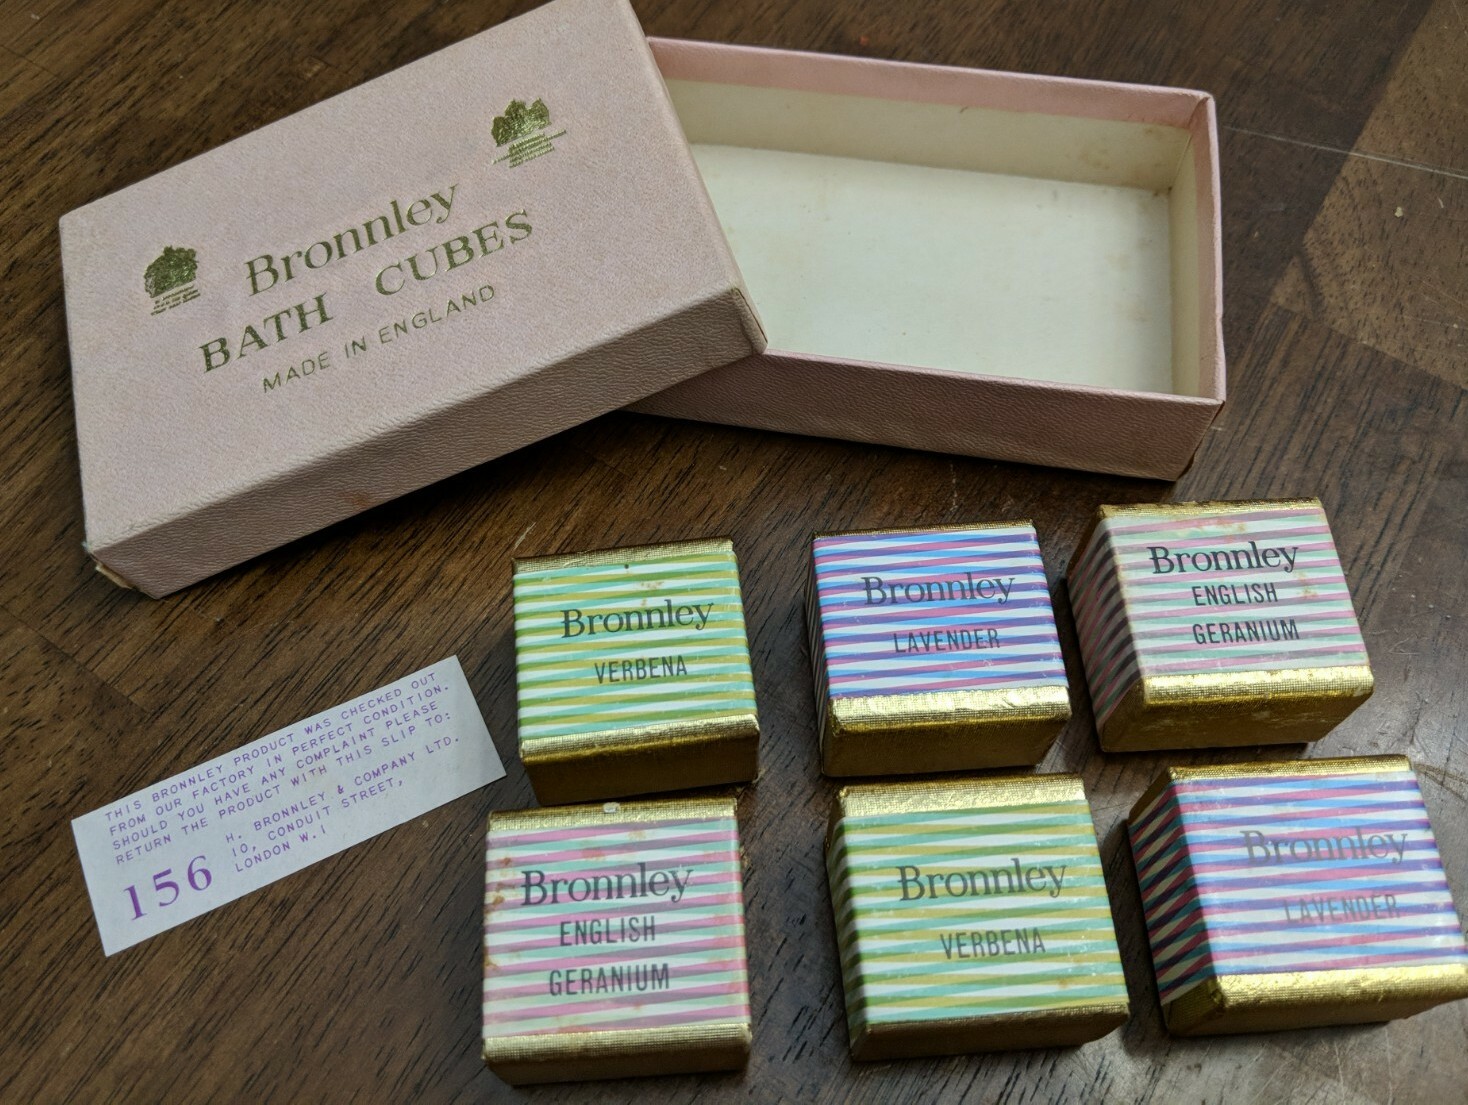 Bronnley
BATH CUBES
MADE IN ENGLAND
Bronnley
VERBENA
Bronnley
LAVENDER
Bronnley
ENGLISH
GERANIUM
THIS BRONNLEY PRODUCT WAS CHECKED OUT
FROM OUR FACTORY IN PERFECT CONDITION.
SHOULD YOU HAVE ANY COMPLAINT PLEASE
RETURN THE PRODUCT WITH THIS SLIP TO:
H. BRONNLEY & COMPANY LTD.
10, CONDUIT STREET,
LONDON W.1
156
Bronnley
ENGLISH
GERANIUM
Bronnley
VERBENA
Bronnley
LAVENDER